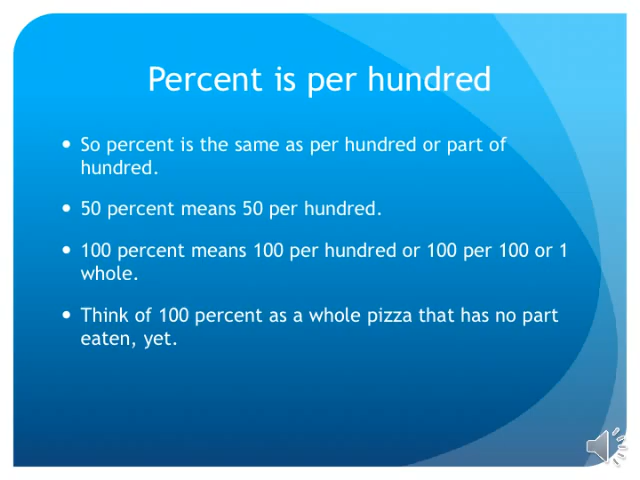 Percent is per hundred
• So percent is the same as per hundred or part of
hundred.
• 50 percent means 50 per hundred.
• 100 percent means 100 per hundred or 100 per 100 or 1
whole.
• Think of 100 percent as a whole pizza that has no part
eaten, yet.